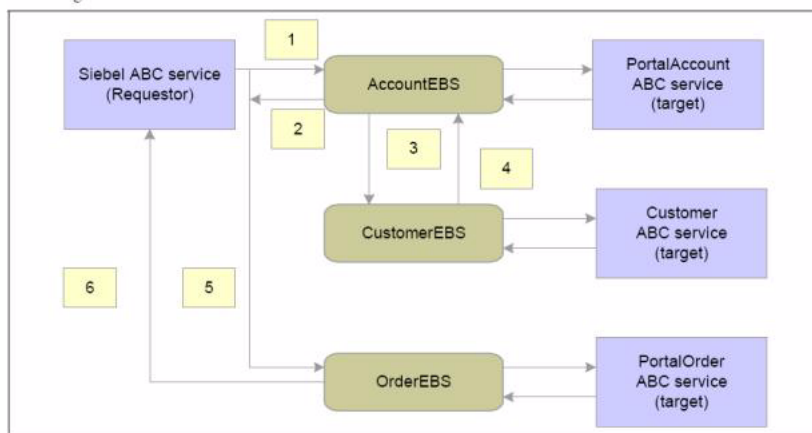 1
Siebel ABC service
(Requestor)
AccountEBS
PortalAccount
ABC service
(target)
2
3
4
CustomerEBS
Customer
ABC service
(target)
6
5
OrderEBS
PortalOrder
ABC service
(target)